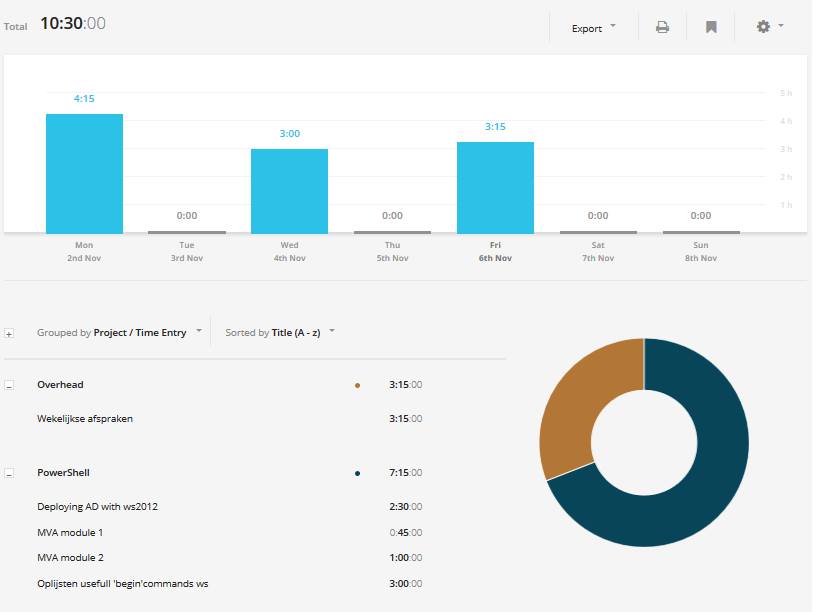 Total 10:30:00 Export
5 h
4:15
4 h
3:00 3:15
3 h
2 h
0:00 0:00 0:00 0:00
1 h
Mon Tue Wed Thu Fri Sat Sun
2nd Nov 3rd Nov 4th Nov 5th Nov 6th Nov 7th Nov 8th Nov
Grouped by Project / Time Entry Sorted by Title (A - z)
Overhead 3:15:00
Wekelijkse afspraken 3:15:00
PowerShell 7:15:00
Deploying AD with ws2012 2:30:00
MVA module 1 0:45:00
MVA module 2 1:00:00
Oplijsten usefull 'begin'commands ws 3:00:00